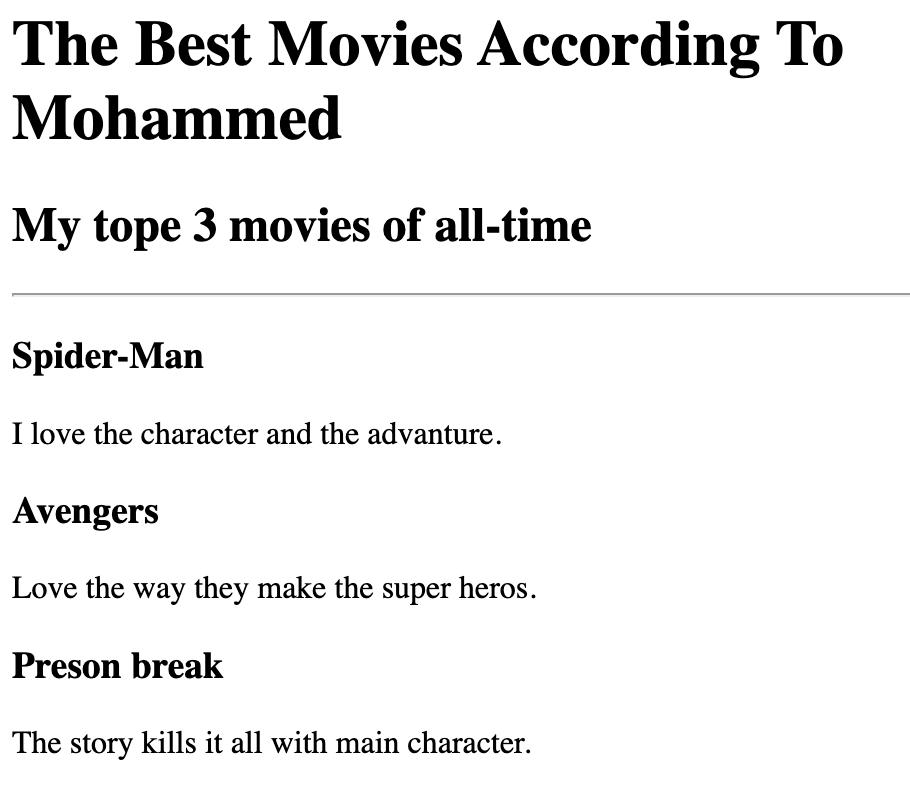 The Best Movies According To
Mohammed
My tope 3 movies of all-time
Spider-Man
I love the character and the advanture.
Avengers
Love the way they make the super heros.
Preson break
The story kills it all with main character.